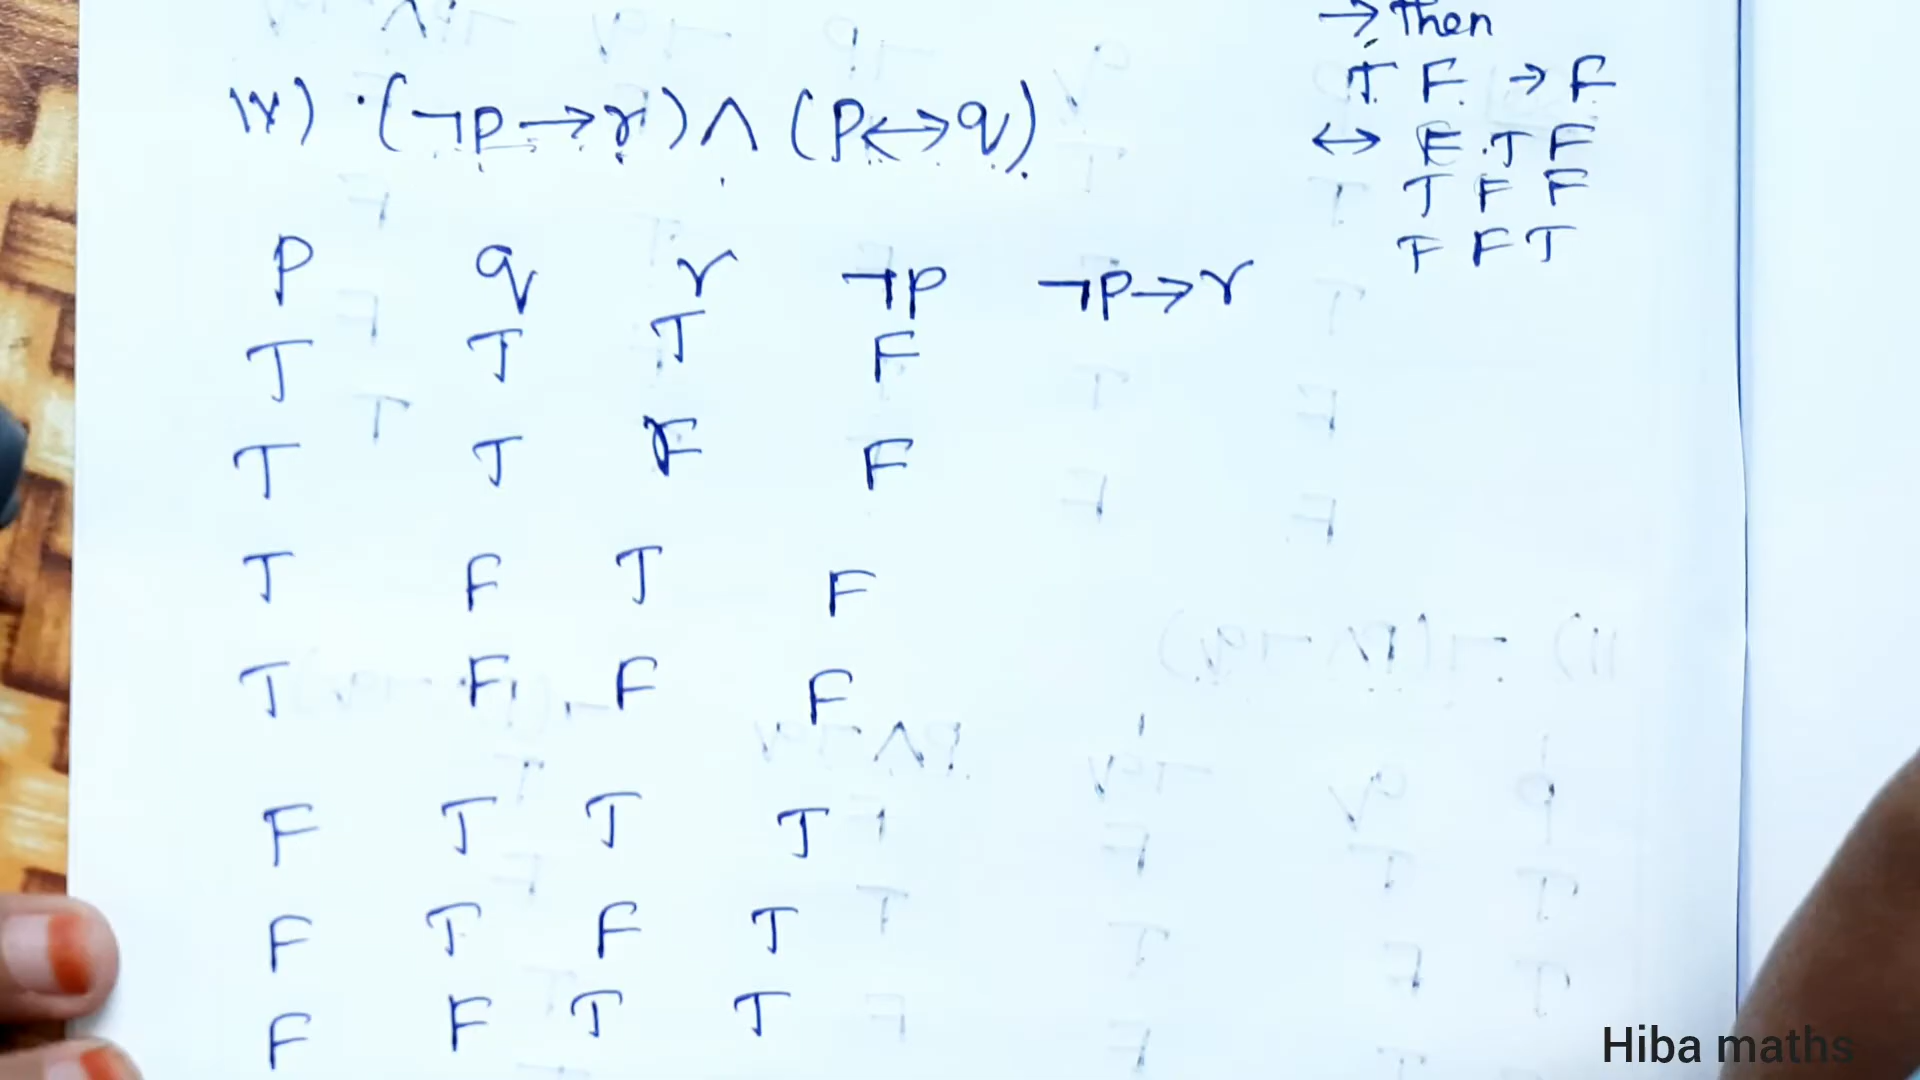 → Then
T F → F
iv) (¬p→r)∧(p↔q)
↔ F T F
T F F
F F T
p q r ¬p ¬p→r
T T T F
T T F F
T F T F
T F F F
F T T T
F T F T
F F T T
Hiba maths